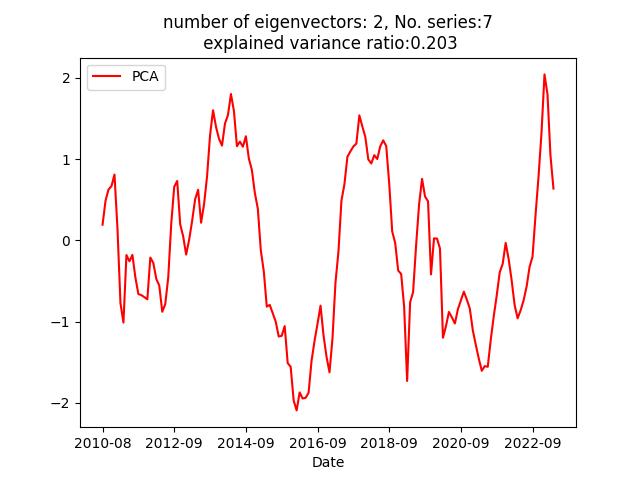 number of eigenvectors: 2, No. series:7
explained variance ratio:0.203
PCA
2
1
0
−1
−2
2010-08 2012-09 2014-09 2016-09 2018-09 2020-09 2022-09
Date